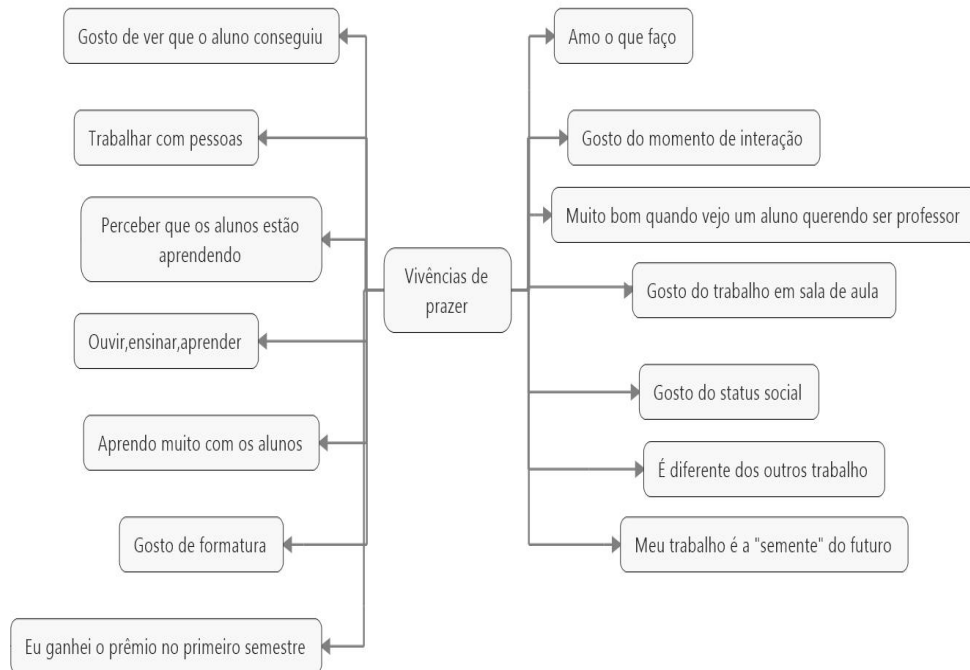 Gosto de ver que o aluno conseguiu
Trabalhar com pessoas
Perceber que os alunos estão
aprendendo
Ouvir,ensinar,aprender
Aprendo muito com os alunos
Gosto de formatura
Eu ganhei o prêmio no primeiro semestre
Vivências de
prazer
Amo o que faço
Gosto do momento de interação
Muito bom quando vejo um aluno querendo ser professor
Gosto do trabalho em sala de aula
Gosto do status social
É diferente dos outros trabalho
Meu trabalho é a "semente" do futuro